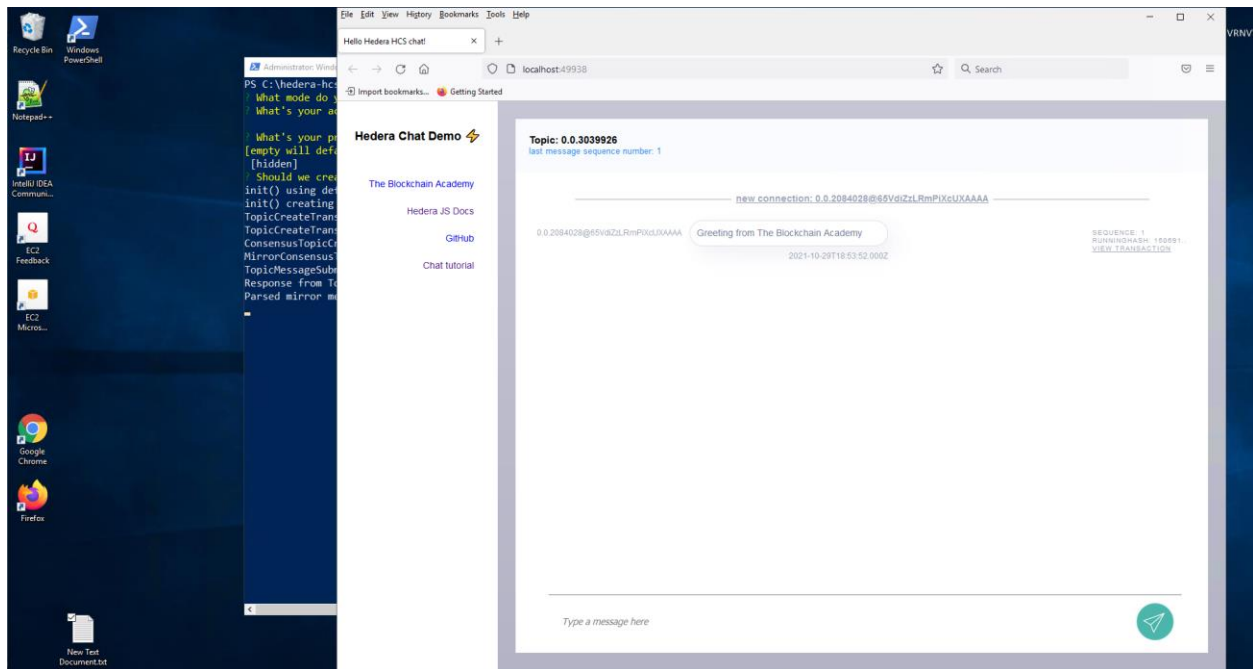 Recycle Bin
Windows
PowerShell
Notepad++
IntelliJ IDEA
Communi...
EC2
Feedback
EC2
Micros...
Google
Chrome
Firefox
New Text
Document.txt
Administrator: Wind
PS C:\hedera-hcs
? What mode do y
? What's your ac
? What's your pr
[empty will defa
[hidden]
? Should we crea
init() using def
init() creating
TopicCreateTrans
TopicCreateTrans
ConsensusTopicCr
MirrorConsensusT
TopicMessageSubm
Response from To
Parsed mirror me
File Edit View History Bookmarks Tools Help
Hello Hedera HCS chat!
localhost:49938
Search
Import bookmarks... Getting Started
Hedera Chat Demo ⚡
The Blockchain Academy
Hedera JS Docs
GitHub
Chat tutorial
Topic: 0.0.3039926
last message sequence number: 1
new connection: 0.0.2084028@65VdiZzLRmPiXcUXAAAA
0.0.2084028@65VdiZzLRmPiXcUXAAAA
Greeting from The Blockchain Academy
2021-10-29T18:53:52.000Z
SEQUENCE: 1
RUNNINGHASH:
VIEW TRANSACTION
Type a message here
VRNV